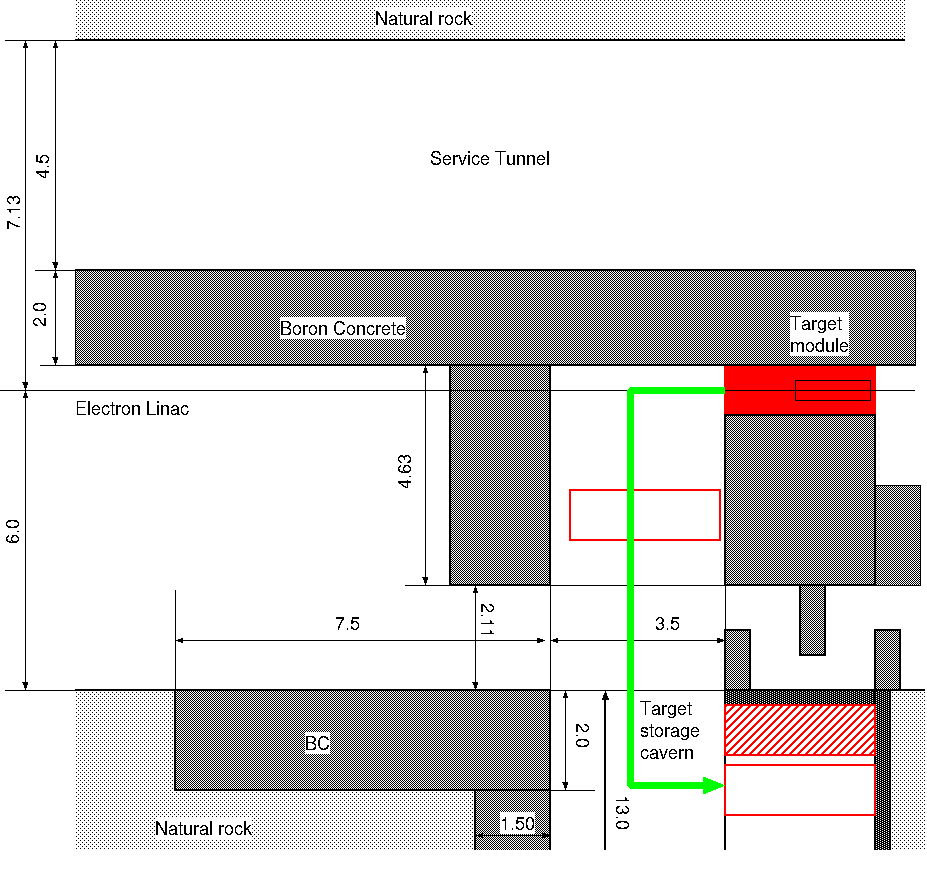 Natural rock
4.5
7.13
Service Tunnel
2.0
Boron Concrete
Target
module
Electron Linac
4.63
6.0
2.11
7.5
3.5
Target
storage
cavern
BC
2.0
13.0
1.50
Natural rock